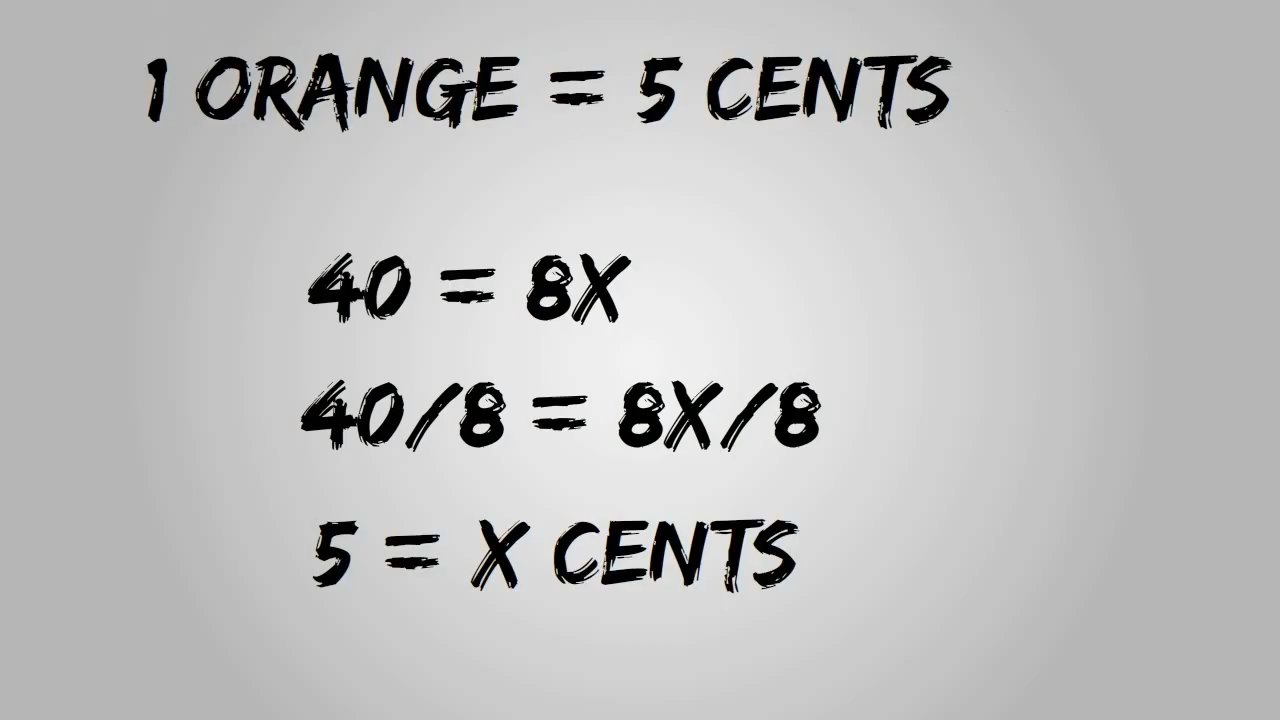 1 ORANGE = 5 CENTS
40 = 8X
40/8 = 8X/8
5 = X CENTS